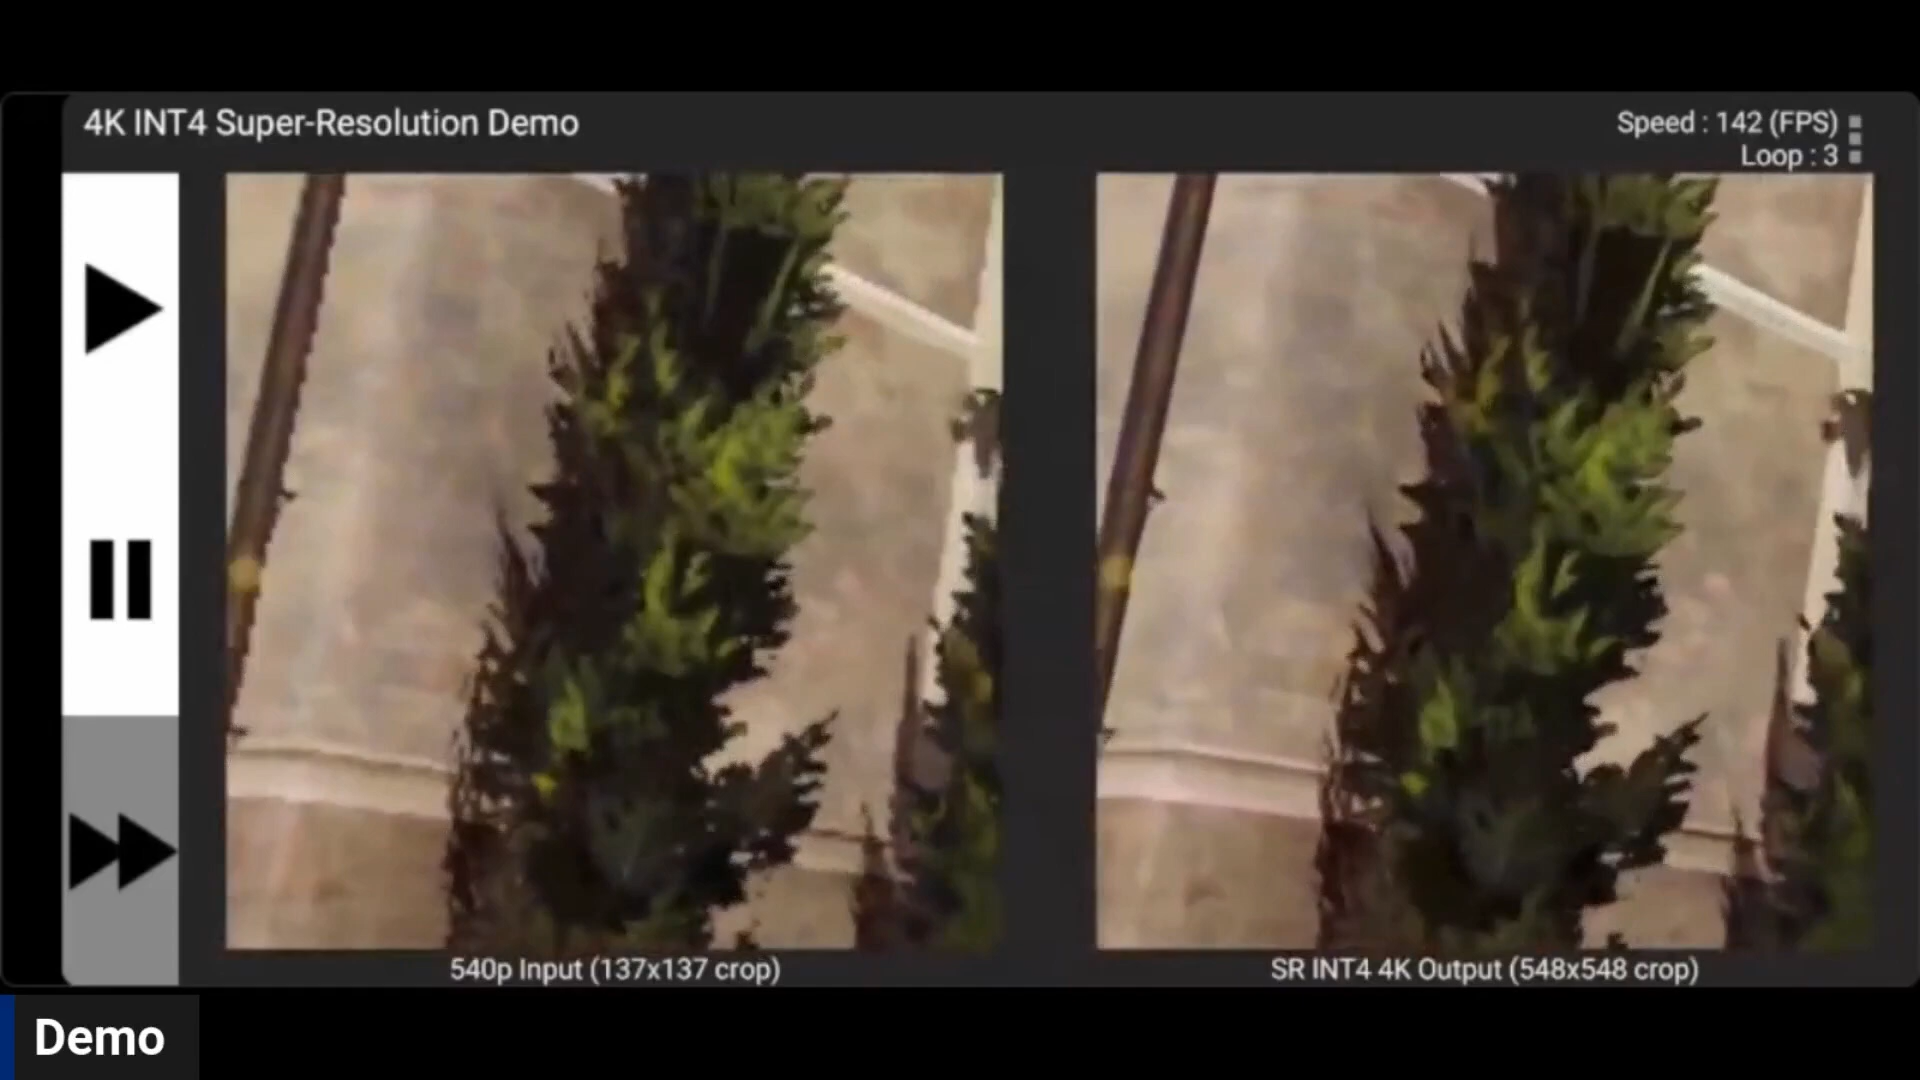 4K INT4 Super-Resolution Demo
Speed : 142 (FPS)
Loop : 3
540p Input (137x137 crop)
SR INT4 4K Output (548x548 crop)
Demo